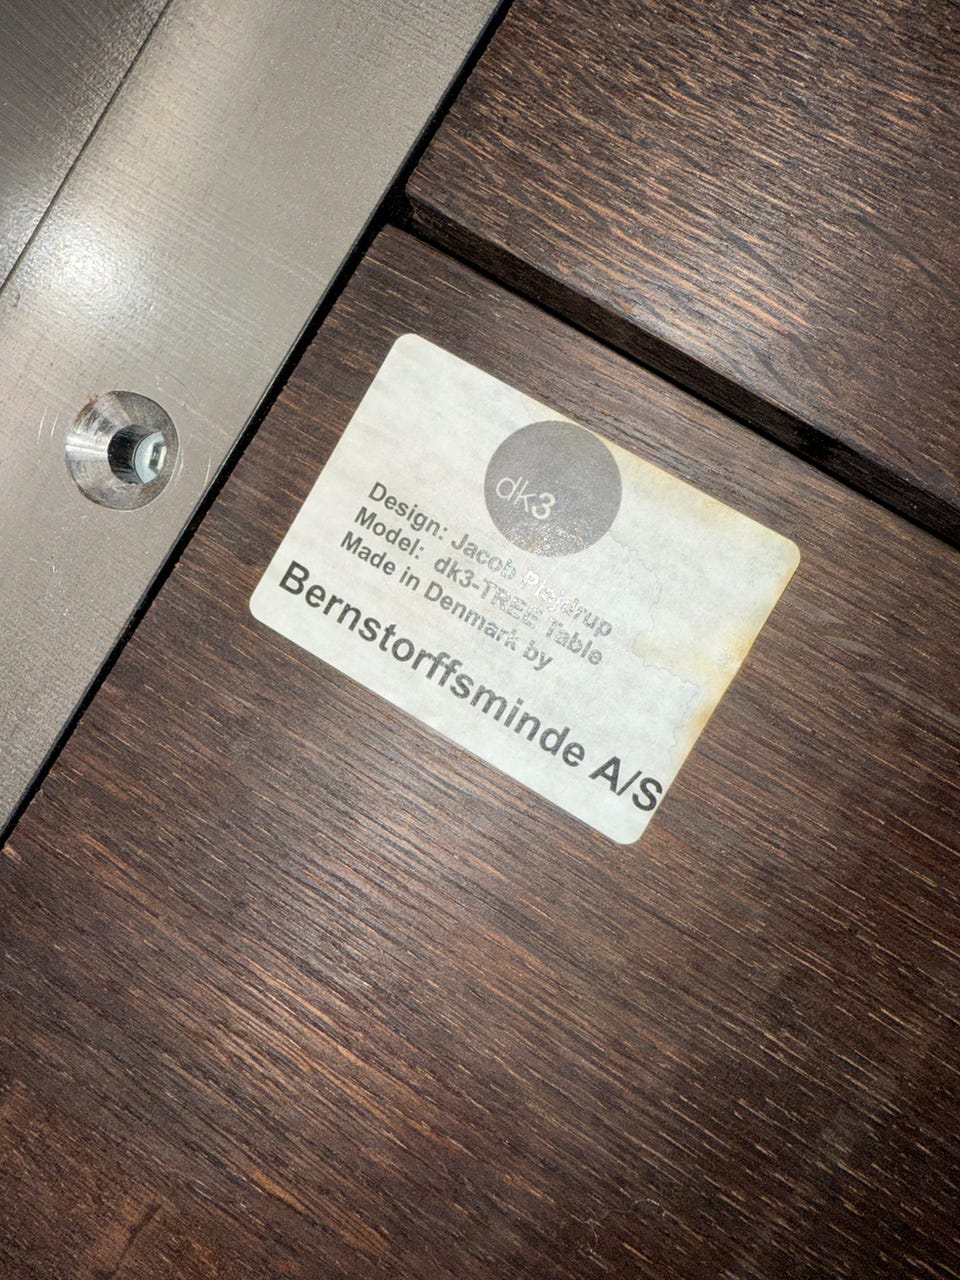 dk3
Design: Jacob Plejdrup
Model: dk3-TREE Table
Made in Denmark by
Bernstorffsminde A/S